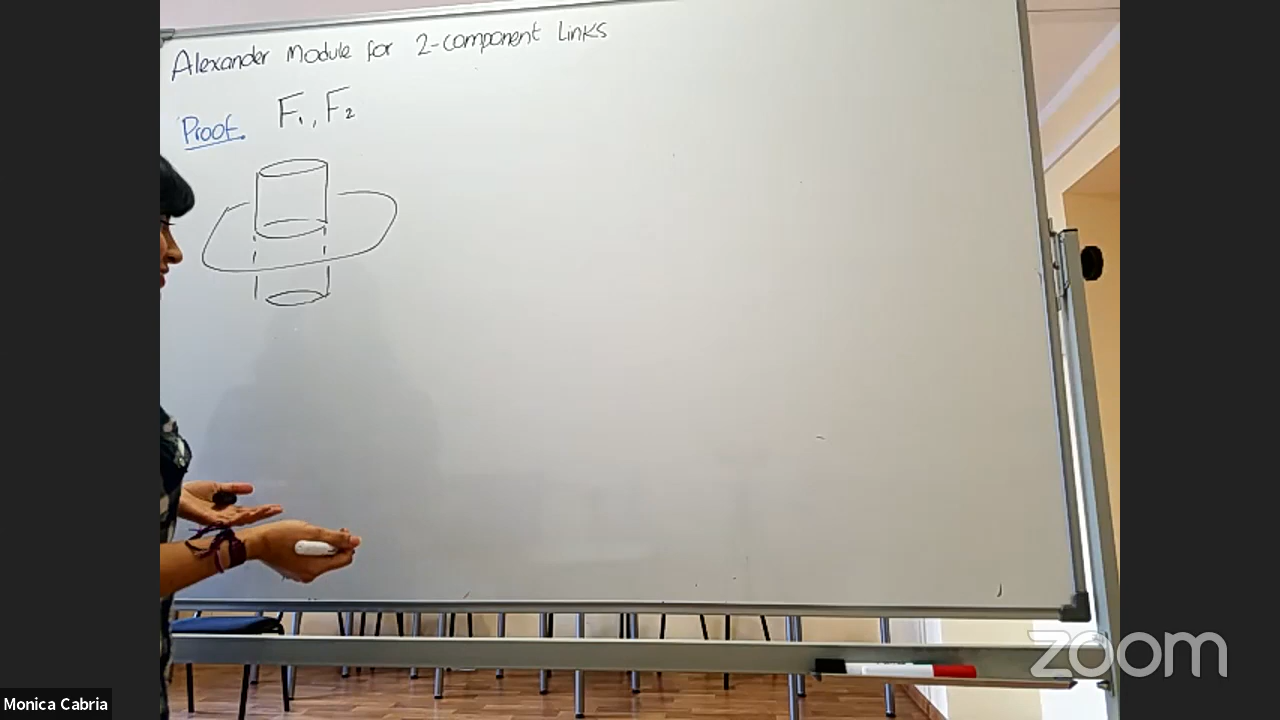 Alexander Module for 2-component Links
Proof. F₁, F₂
zoom
Monica Cabria